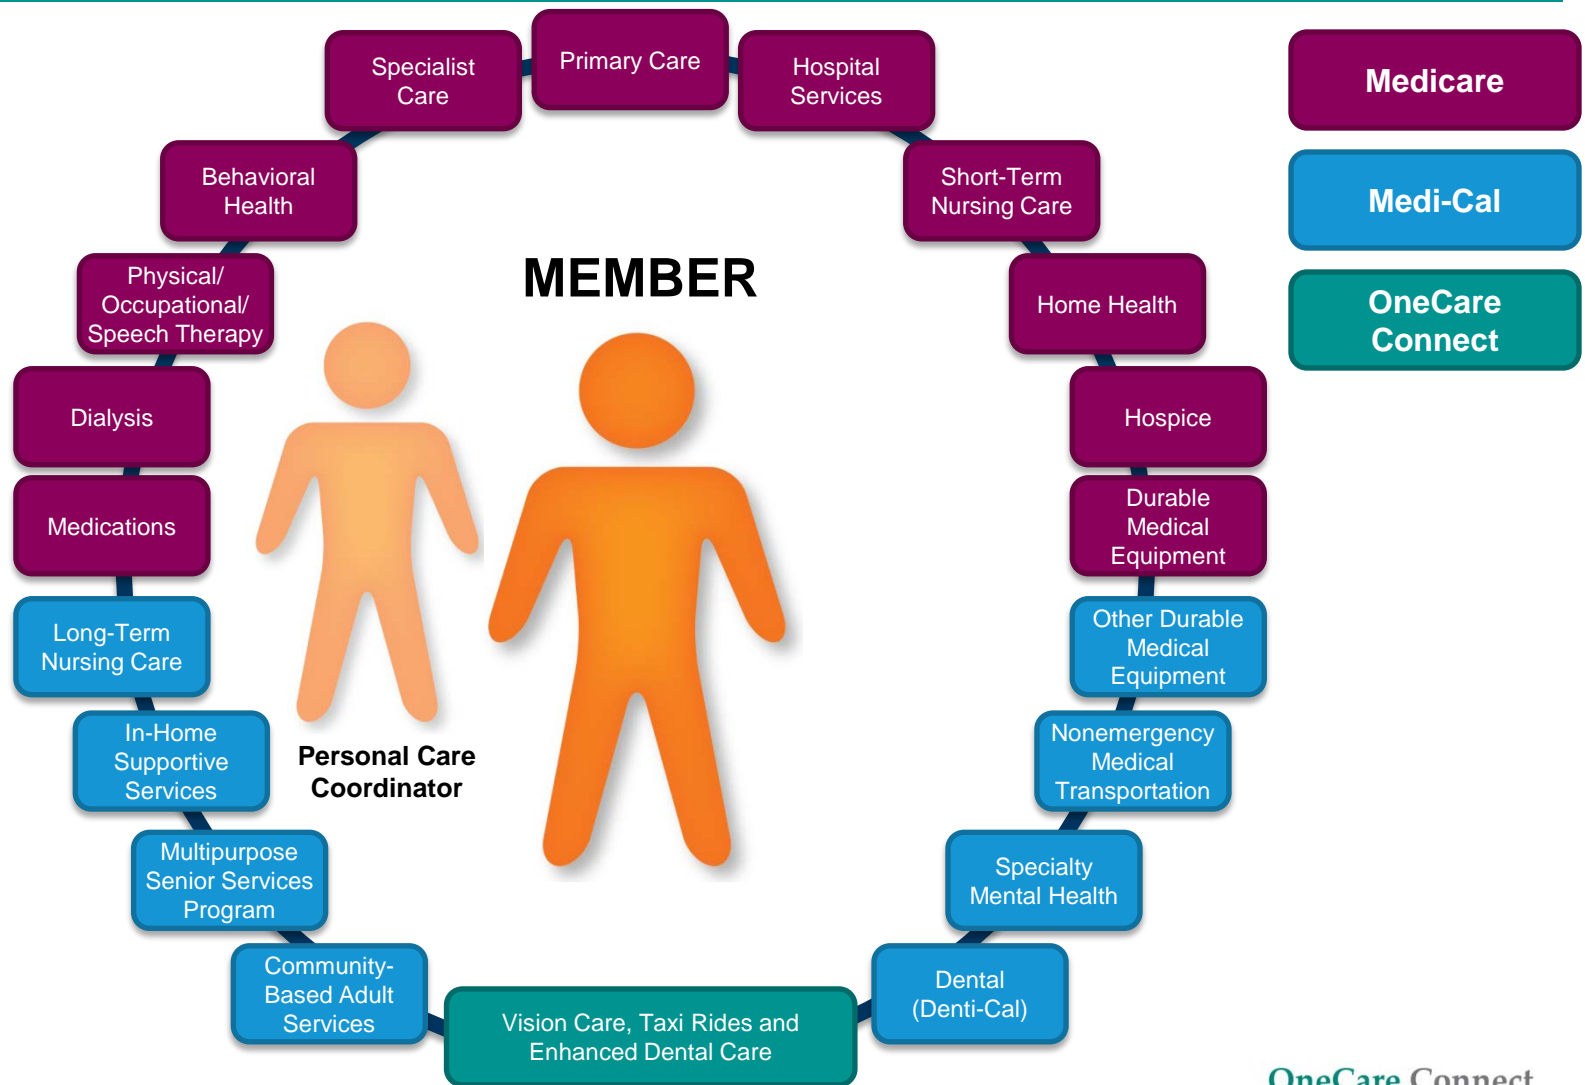 Primary Care
Specialist
Care
Hospital
Services
Medicare
Behavioral
Health
Short-Term
Nursing Care
Medi-Cal
Physical/
Occupational/
Speech Therapy
MEMBER
Home Health
OneCare
Connect
Dialysis
Hospice
Medications
Durable
Medical
Equipment
Long-Term
Nursing Care
Other Durable
Medical
Equipment
In-Home
Supportive
Services
Personal Care
Coordinator
Nonemergency
Medical
Transportation
Multipurpose
Senior Services
Program
Specialty
Mental Health
Community-
Based Adult
Services
Vision Care, Taxi Rides and
Enhanced Dental Care
Dental
(Denti-Cal)
OneCare Connect